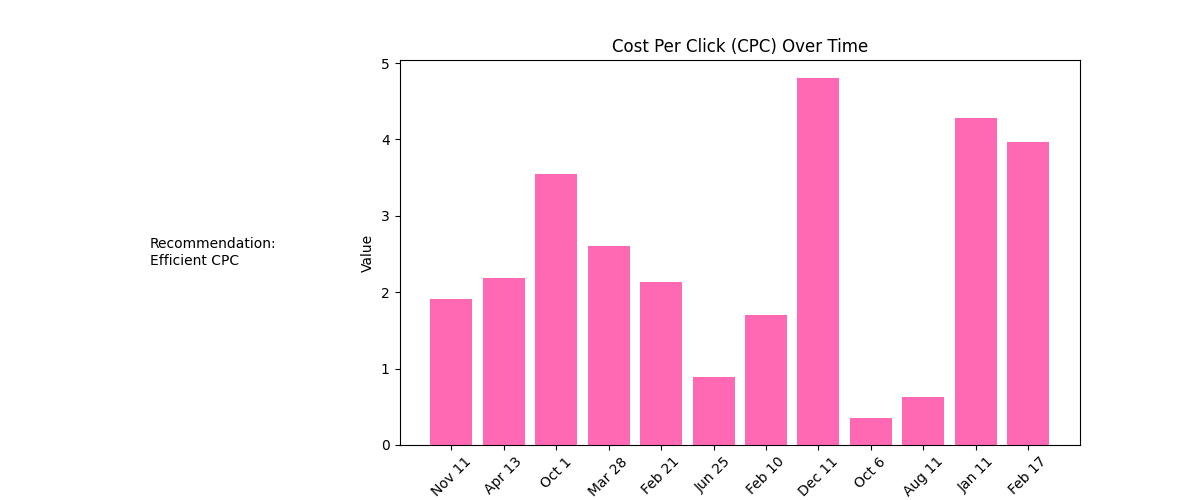 Cost Per Click (CPC) Over Time
Recommendation:
Efficient CPC
Value
5
4
3
2
1
0
Nov 11
Apr 13
Oct 1
Mar 28
Feb 21
Jun 25
Feb 10
Dec 11
Oct 6
Aug 11
Jan 11
Feb 17